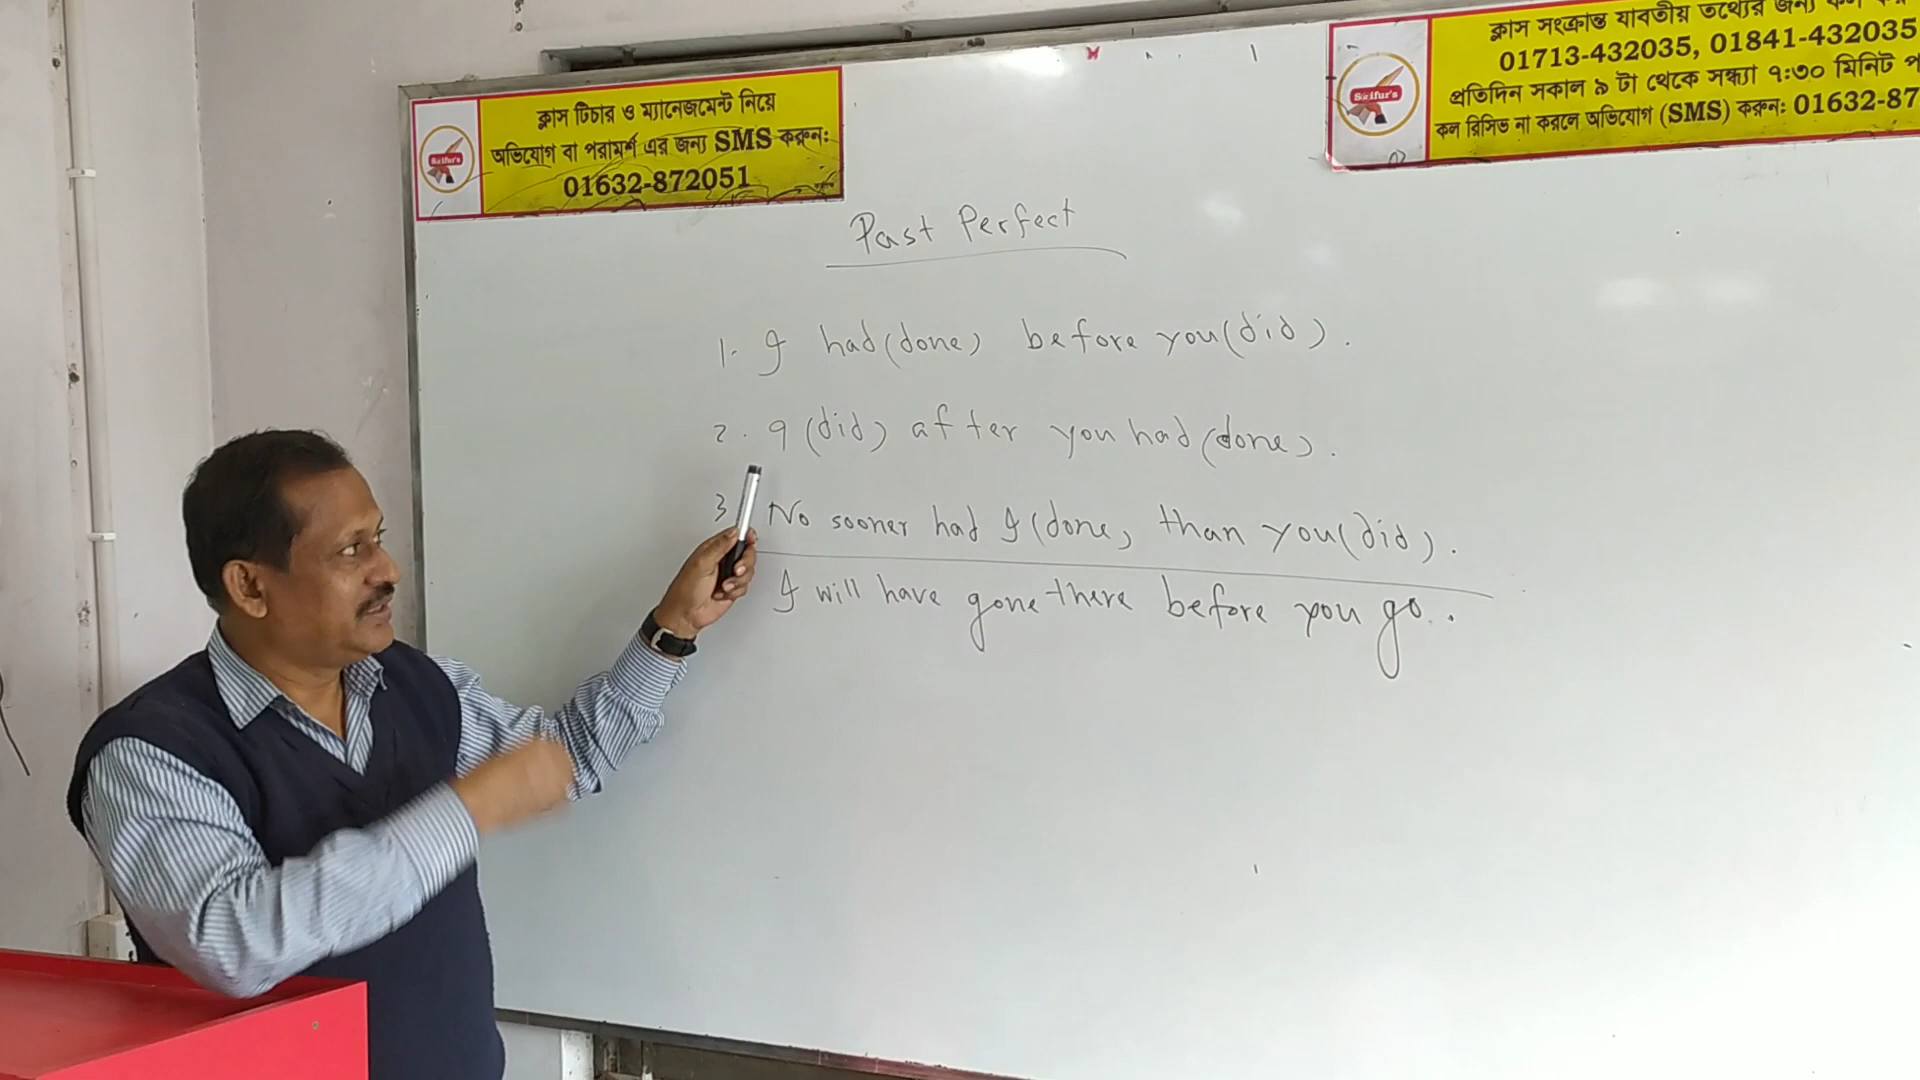 ক্লাস টিচার ও ম্যানেজমেন্ট নিয়ে
অভিযোগ বা পরামর্শ এর জন্য SMS করুন:
01632-872051
Saifur's
ক্লাস সংক্রান্ত যাবতীয় তথ্যের জন্য কল
01713-432035, 01841-432035
প্রতিদিন সকাল ৯ টা থেকে সন্ধ্যা ৭:৩০ মিনিট
কল রিসিভ না করলে অভিযোগ (SMS) করুন: 01632-87
Saifur's
Past Perfect
1. I had (done) before you (did).
2. I (did) after you had (done).
3. No sooner had I (done) than you (did).
I will have gone there before you go.